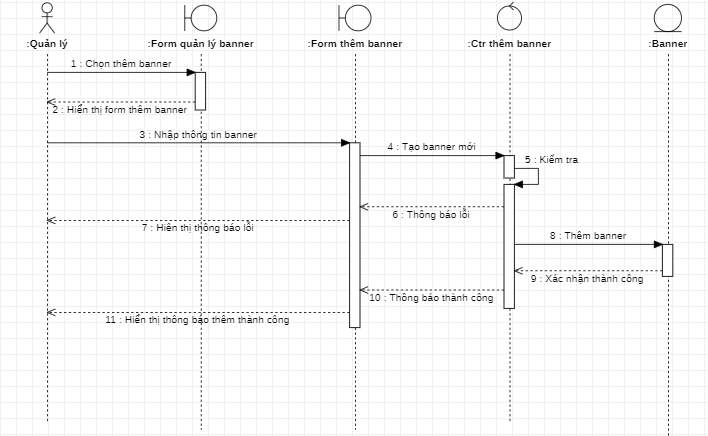 :Quản lý
:Form quản lý banner
:Form thêm banner
:Ctr thêm banner
:Banner
1 : Chọn thêm banner
2 : Hiển thị form thêm banner
3 : Nhập thông tin banner
4 : Tạo banner mới
5 : Kiểm tra
6 : Thông báo lỗi
7 : Hiển thị thông báo lỗi
8 : Thêm banner
9 : Xác nhận thành công
10 : Thông báo thành công
11 : Hiển thị thông báo thêm thành công